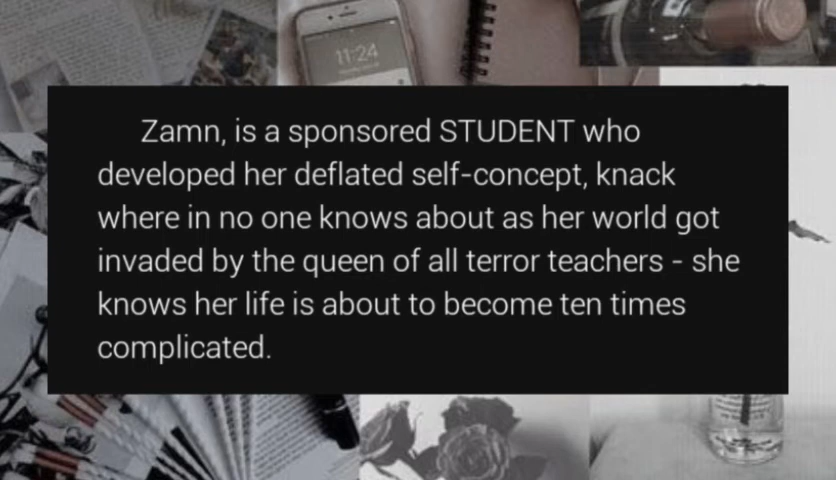 11:24
Zamn, is a sponsored STUDENT who
developed her deflated self-concept, knack
where in no one knows about as her world got
invaded by the queen of all terror teachers - she
knows her life is about to become ten times
complicated.